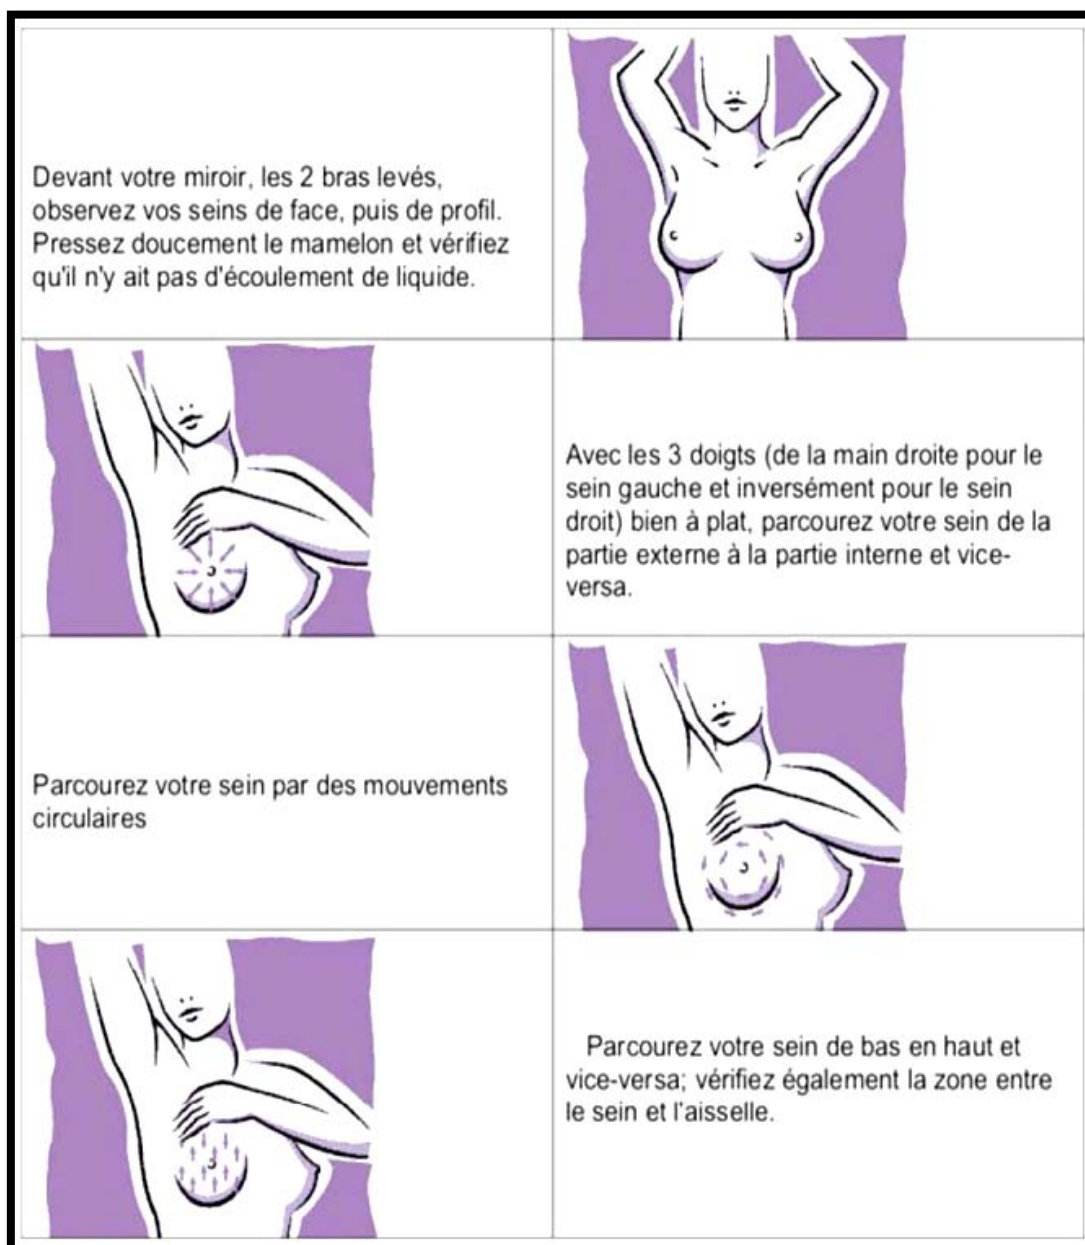 Devant votre miroir, les 2 bras levés,
observez vos seins de face, puis de profil.
Pressez doucement le mamelon et vérifiez
qu'il n'y ait pas d'écoulement de liquide.
Avec les 3 doigts (de la main droite pour le
sein gauche et inversément pour le sein
droit) bien à plat, parcourez votre sein de la
partie externe à la partie interne et vice-
versa.
Parcourez votre sein par des mouvements
circulaires
Parcourez votre sein de bas en haut et
vice-versa; vérifiez également la zone entre
le sein et l'aisselle.